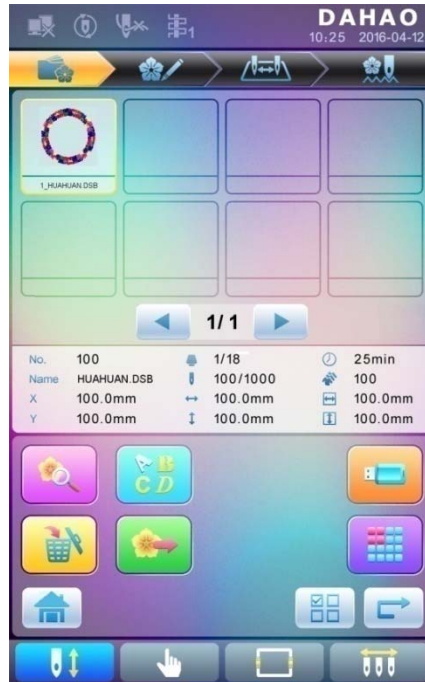 DAHAO
1
10:25 2016-04-12
1_HUAHUAN.DSB
1/1
No. 100 1/18 25min
Name HUAHUAN.DSB 100/1000 100
X 100.0mm 100.0mm 100.0mm
Y 100.0mm 100.0mm 100.0mm
A B
C D